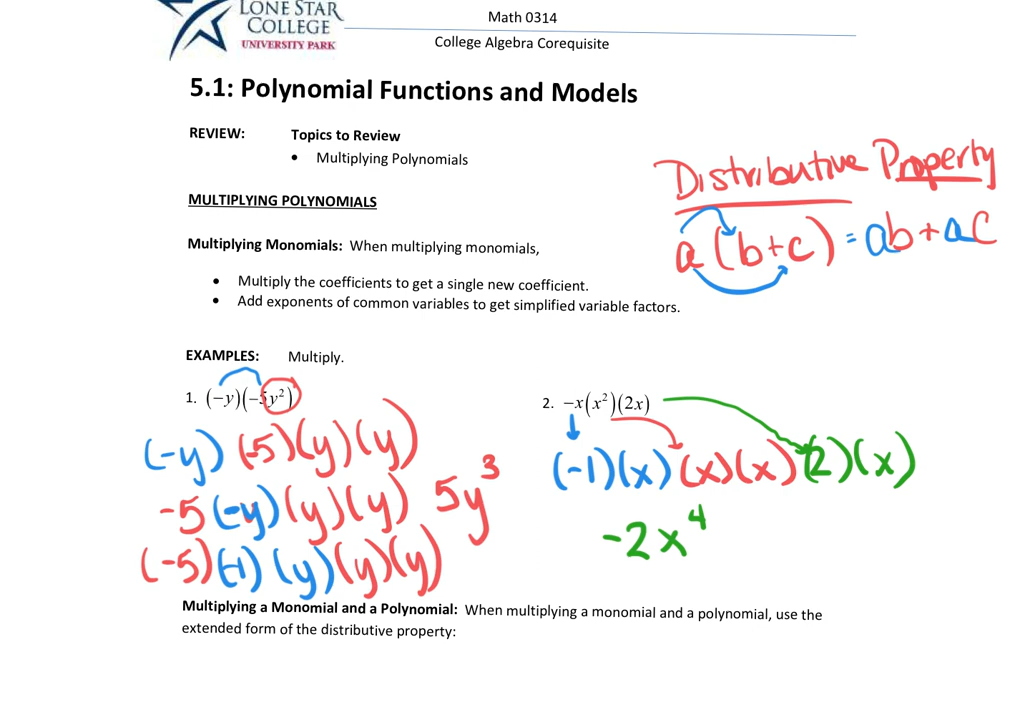 LONE STAR
COLLEGE
UNIVERSITY PARK
Math 0314
College Algebra Corequisite
5.1: Polynomial Functions and Models
REVIEW: Topics to Review
• Multiplying Polynomials
Distributive Property
a(b+c) = ab+ac
MULTIPLYING POLYNOMIALS
Multiplying Monomials: When multiplying monomials,
• Multiply the coefficients to get a single new coefficient.
• Add exponents of common variables to get simplified variable factors.
EXAMPLES: Multiply.
1. (−y)(−5y²)
(-y)(-5)(y)(y)
-5(-y)(y)(y) 5y³
(-5)(-1)(y)(y)(y)
2. −x(x²)(2x)
(-1)(x)(x)(x)(2)(x)
-2x⁴
Multiplying a Monomial and a Polynomial: When multiplying a monomial and a polynomial, use the
extended form of the distributive property: